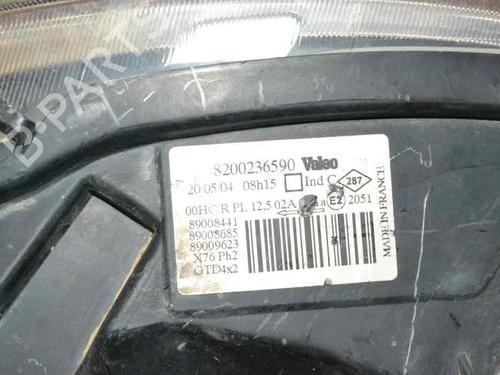 B-PARTS
8200236590 Valeo
20/05/04 08h15 Ind C 287
00HC/R PL 12.5 02A E2 2051
89008441
89008685
89009623
X76 Ph2
GTD4x2
MADE IN FRANCE